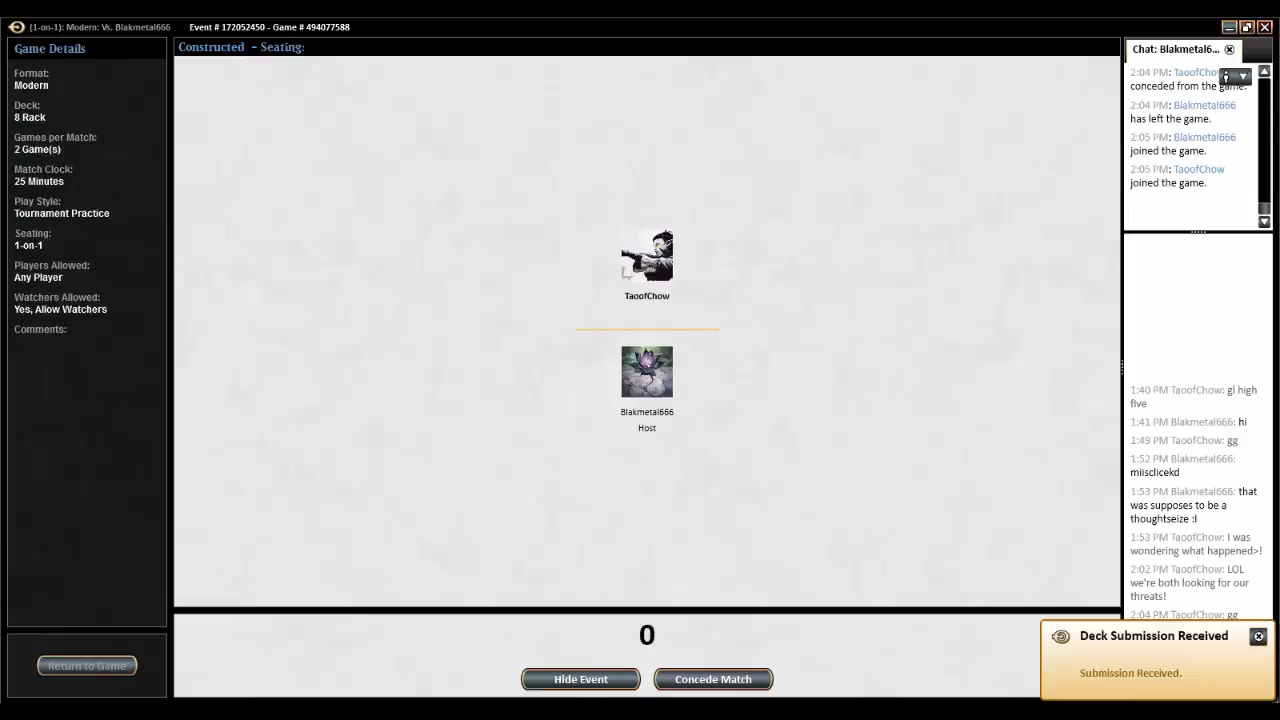 (1-on-1): Modern: Vs. Blakmetal666
Event # 172052450 - Game # 494077588
Game Details
Format:
Modern
Deck:
8 Rack
Games per Match:
2 Game(s)
Match Clock:
25 Minutes
Play Style:
Tournament Practice
Seating:
1-on-1
Players Allowed:
Any Player
Watchers Allowed:
Yes, Allow Watchers
Comments:
Return to Game
Constructed - Seating:
TaoofChow
Blakmetal666
Host
0
Hide Event
Concede Match
Chat: Blakmetal6...
2:04 PM: TaoofChow
conceded from the game.
2:04 PM: Blakmetal666
has left the game.
2:05 PM: Blakmetal666
joined the game.
2:05 PM: TaoofChow
joined the game.
1:40 PM TaoofChow: gl high
five
1:41 PM Blakmetal666: hi
1:49 PM TaoofChow: gg
1:52 PM Blakmetal666:
miisclicekd
1:53 PM Blakmetal666: that
was supposes to be a
thoughtseize :l
1:53 PM TaoofChow: I was
wondering what happened>!
2:02 PM TaoofChow: LOL
we're both looking for our
threats!
2:04 PM TaoofChow: gg
Deck Submission Received
Submission Received.